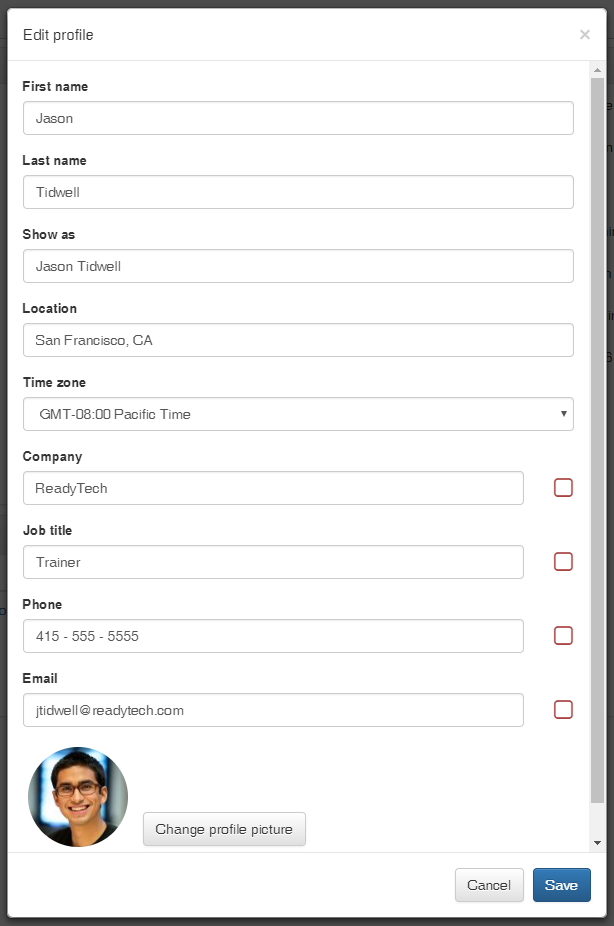 Edit profile
×
First name
Jason
Last name
Tidwell
Show as
Jason Tidwell
Location
San Francisco, CA
Time zone
GMT-08:00 Pacific Time
Company
ReadyTech
Job title
Trainer
Phone
415 - 555 - 5555
Email
jtidwell@readytech.com
Change profile picture
Cancel Save